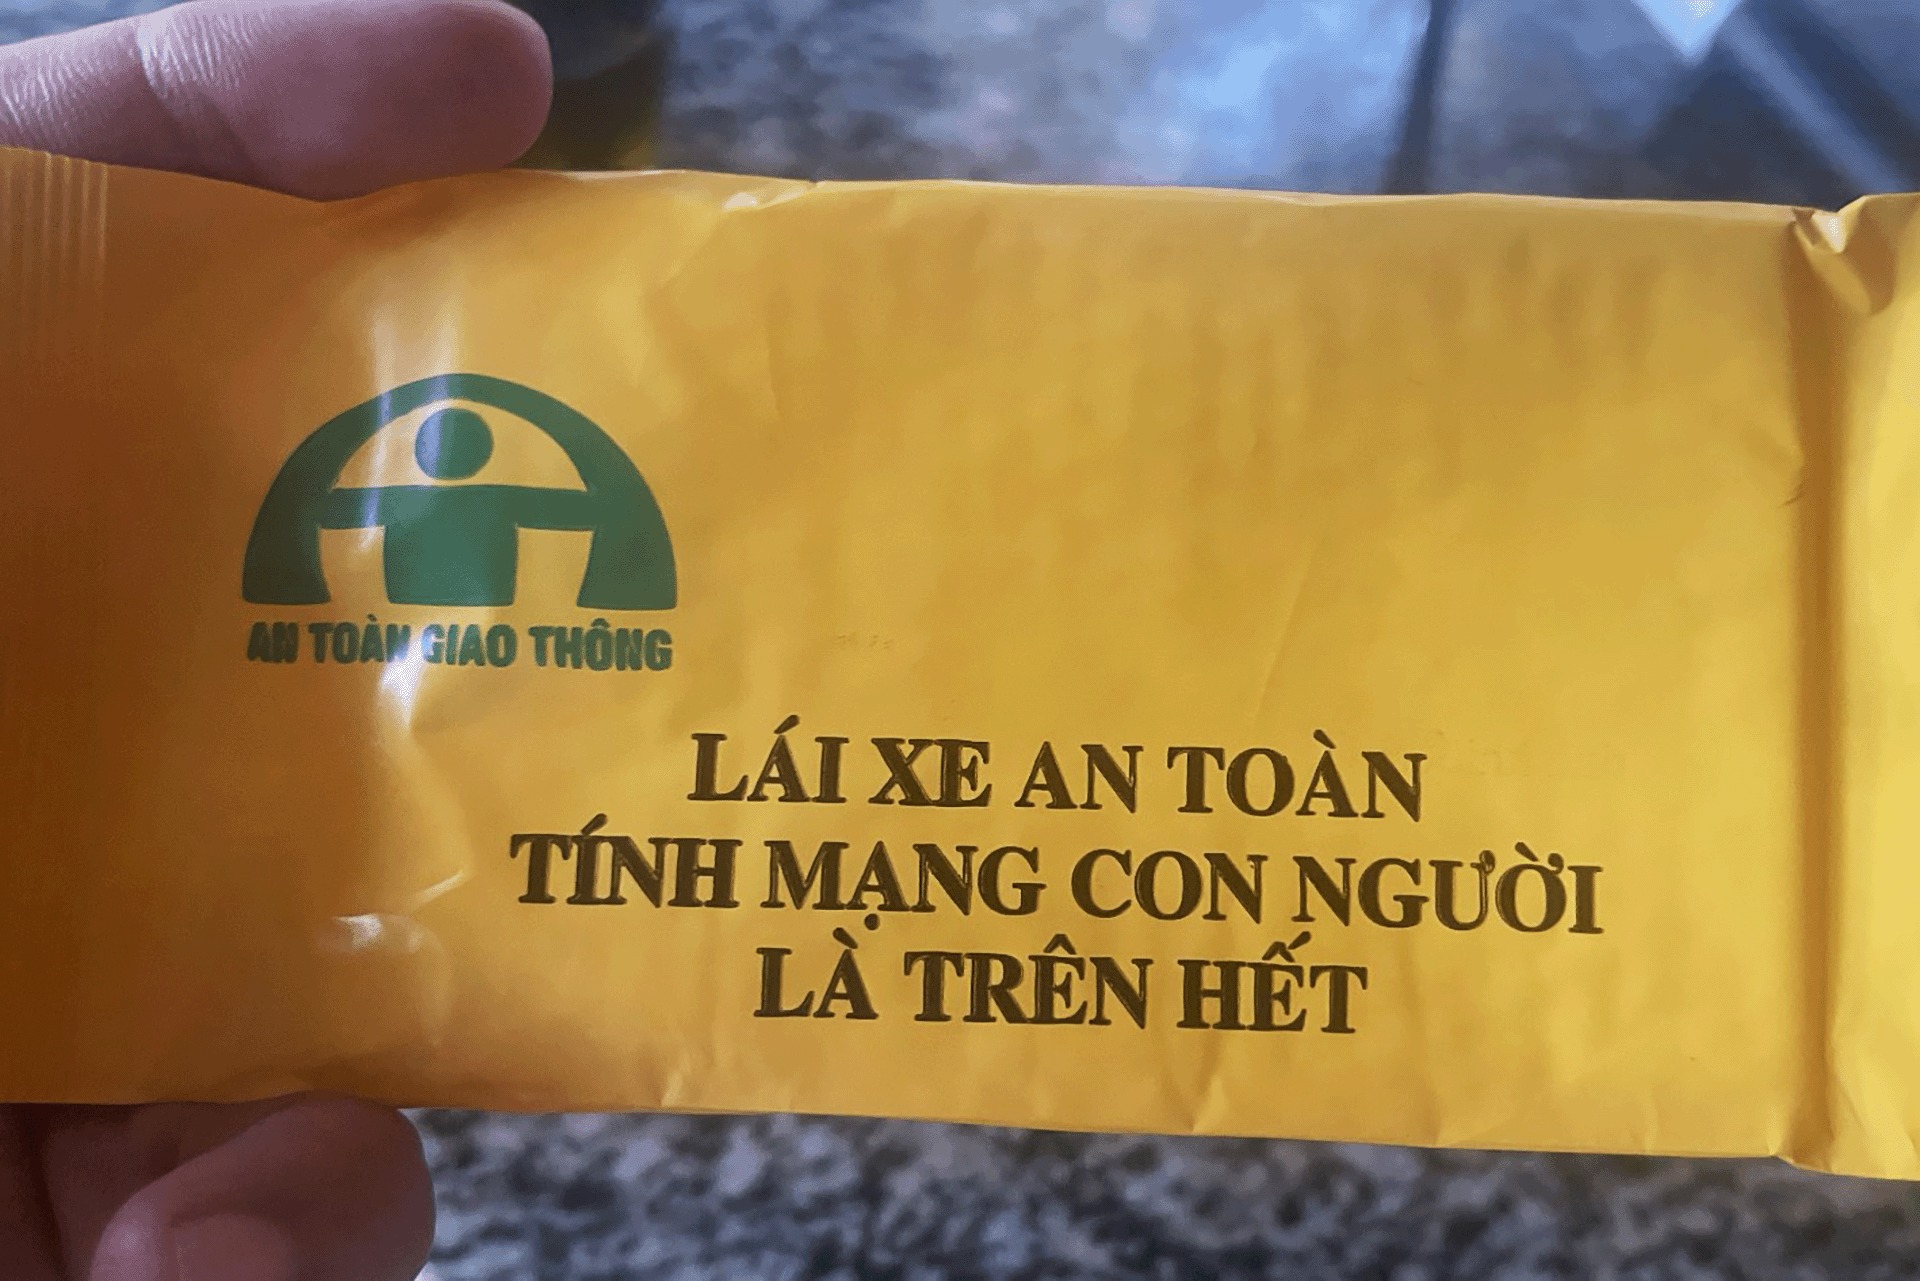 AN TOÀN GIAO THÔNG
LÁI XE AN TOÀN
TÍNH MẠNG CON NGƯỜI
LÀ TRÊN HẾT